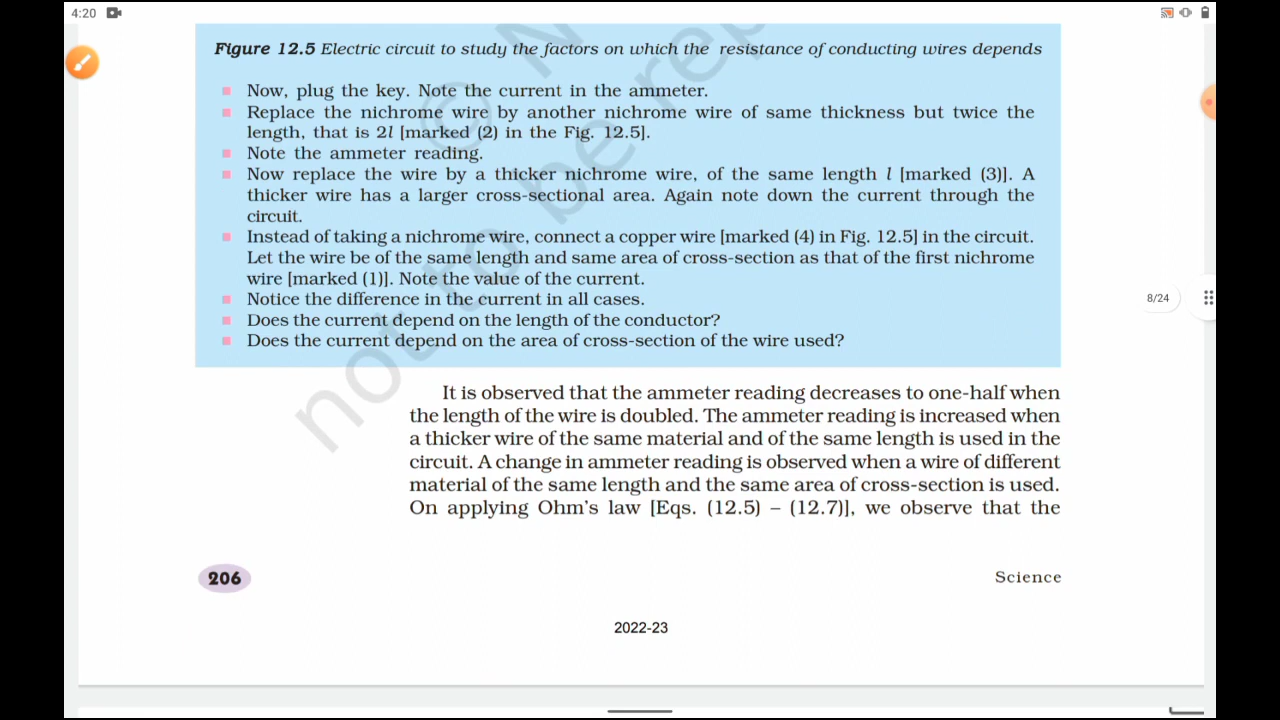 4:20
Figure 12.5 Electric circuit to study the factors on which the resistance of conducting wires depends
Now, plug the key. Note the current in the ammeter.
Replace the nichrome wire by another nichrome wire of same thickness but twice the
length, that is 2l [marked (2) in the Fig. 12.5].
Note the ammeter reading.
Now replace the wire by a thicker nichrome wire, of the same length l [marked (3)]. A
thicker wire has a larger cross-sectional area. Again note down the current through the
circuit.
Instead of taking a nichrome wire, connect a copper wire [marked (4) in Fig. 12.5] in the circuit.
Let the wire be of the same length and same area of cross-section as that of the first nichrome
wire [marked (1)]. Note the value of the current.
Notice the difference in the current in all cases.
Does the current depend on the length of the conductor?
Does the current depend on the area of cross-section of the wire used?
8/24
It is observed that the ammeter reading decreases to one-half when
the length of the wire is doubled. The ammeter reading is increased when
a thicker wire of the same material and of the same length is used in the
circuit. A change in ammeter reading is observed when a wire of different
material of the same length and the same area of cross-section is used.
On applying Ohm's law [Eqs. (12.5) – (12.7)], we observe that the
206
Science
2022-23
© N
not to be rep